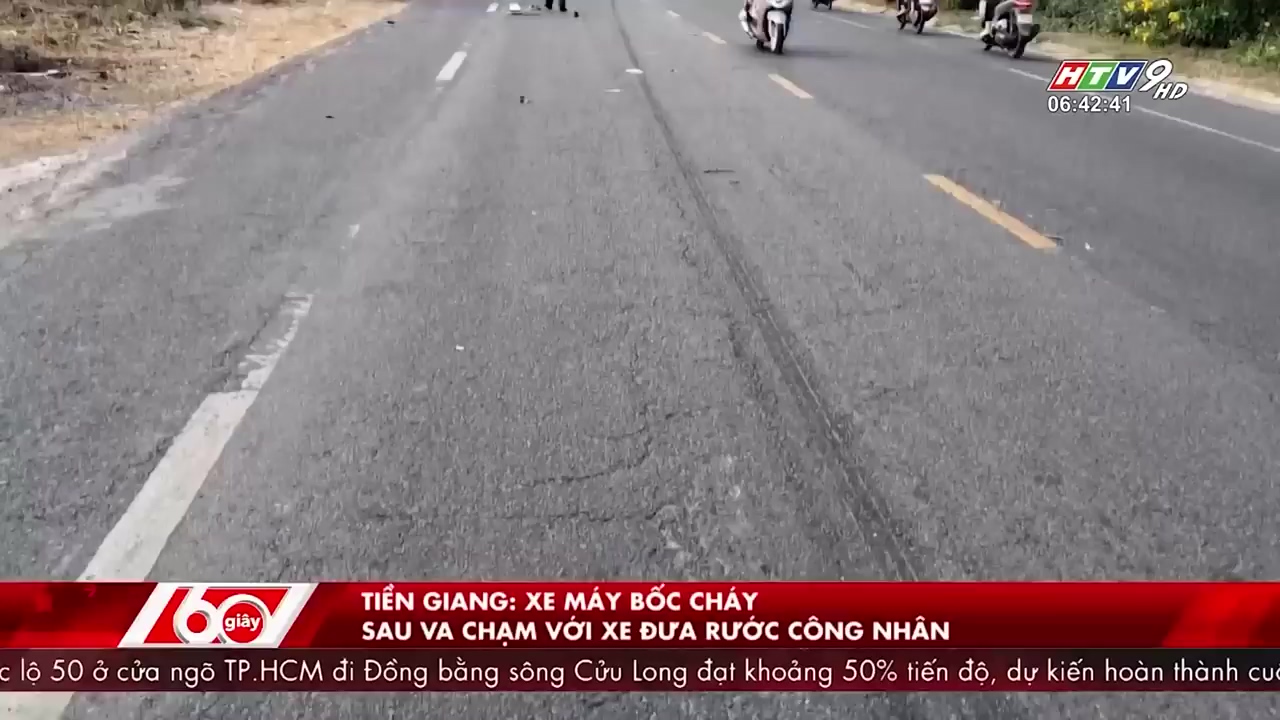 HTV9 HD
06:42:41
60 giây
TIỀN GIANG: XE MÁY BỐC CHÁY
SAU VA CHẠM VỚI XE ĐƯA RƯỚC CÔNG NHÂN
lộ 50 ở cửa ngõ TP.HCM đi Đồng bằng sông Cửu Long đạt khoảng 50% tiến độ, dự kiến hoàn thành